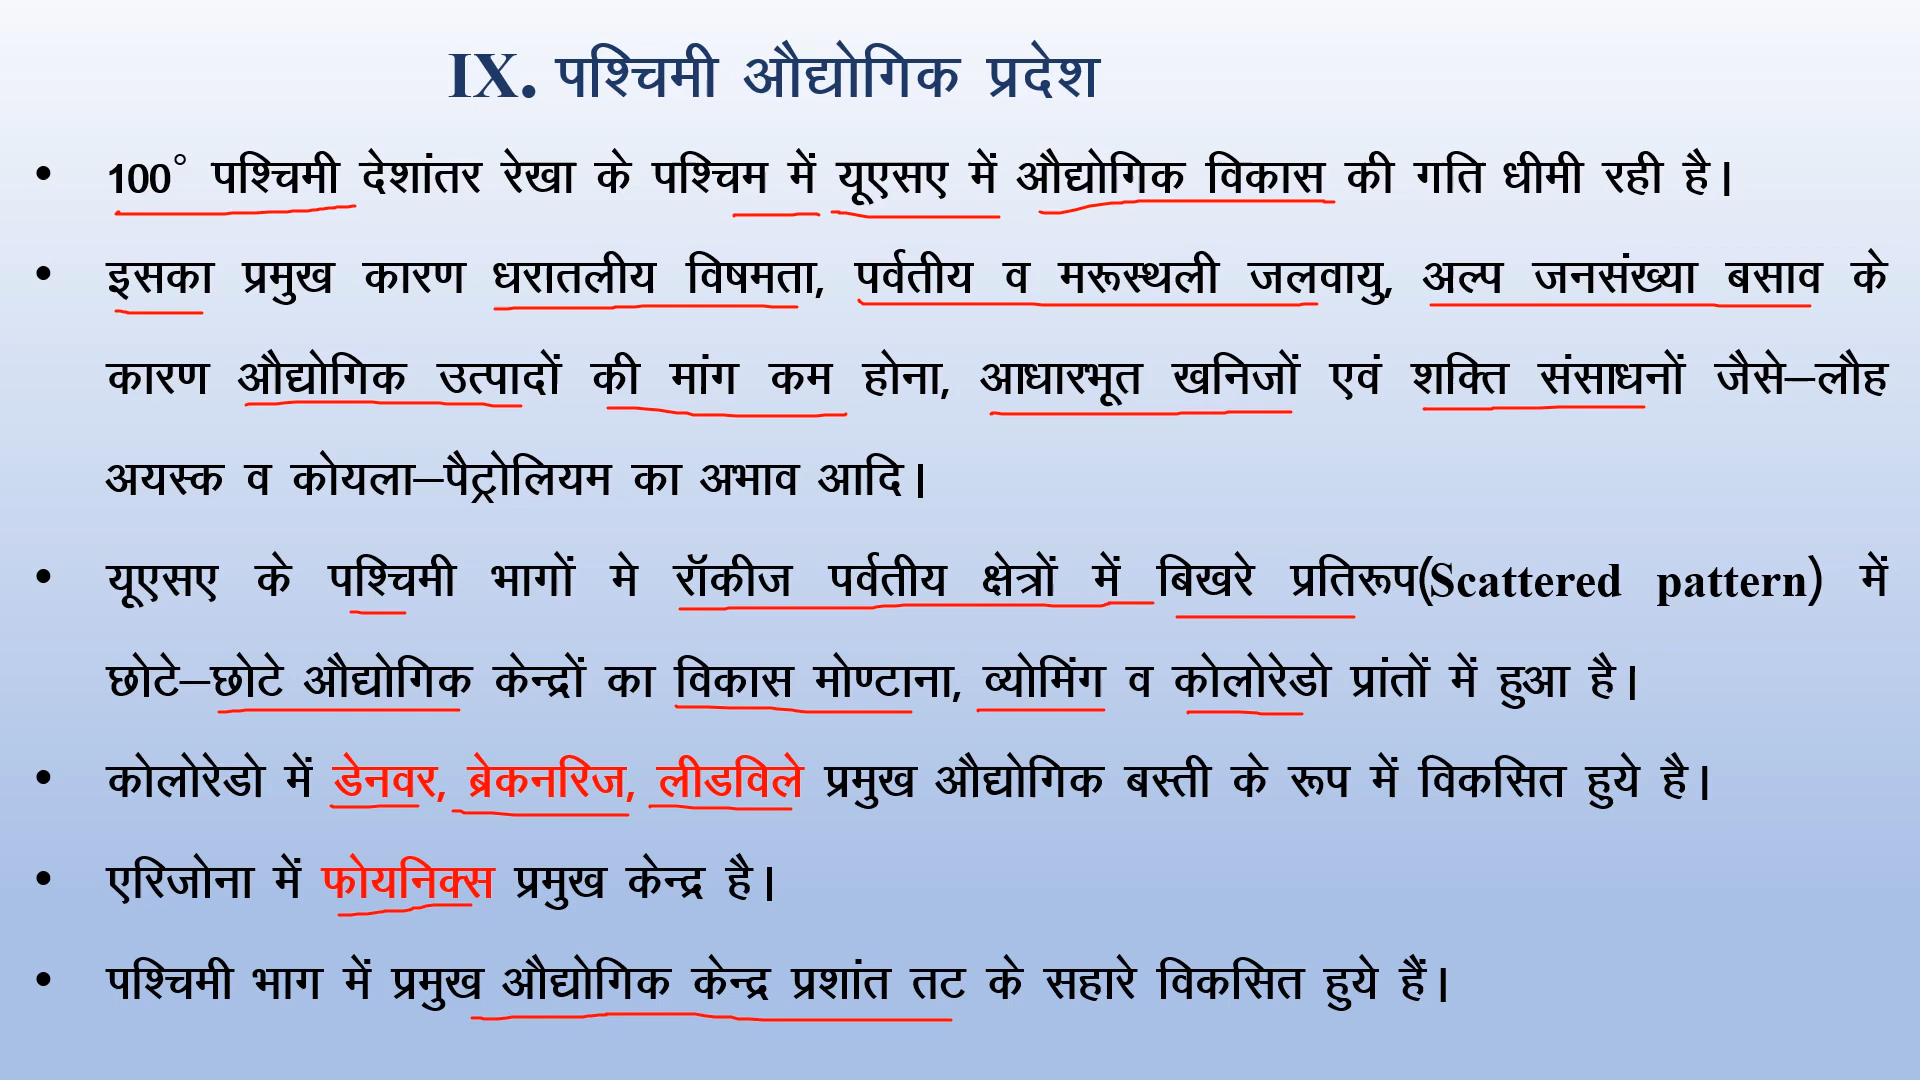 IX. पश्चिमी औद्योगिक प्रदेश
• 100° पश्चिमी देशांतर रेखा के पश्चिम में यूएसए में औद्योगिक विकास की गति धीमी रही है।
• इसका प्रमुख कारण धरातलीय विषमता, पर्वतीय व मरूस्थली जलवायु, अल्प जनसंख्या बसाव के
कारण औद्योगिक उत्पादों की मांग कम होना, आधारभूत खनिजों एवं शक्ति संसाधनों जैसे–लौह
अयस्क व कोयला–पैट्रोलियम का अभाव आदि।
• यूएसए के पश्चिमी भागों मे रॉकीज पर्वतीय क्षेत्रों में बिखरे प्रतिरूप(Scattered pattern) में
छोटे–छोटे औद्योगिक केन्द्रों का विकास मोण्टाना, व्योमिंग व कोलोरेडो प्रांतों में हुआ है।
• कोलोरेडो में डेनवर, ब्रेकनरिज, लीडविले प्रमुख औद्योगिक बस्ती के रूप में विकसित हुये है।
• एरिजोना में फोयनिक्स प्रमुख केन्द्र है।
• पश्चिमी भाग में प्रमुख औद्योगिक केन्द्र प्रशांत तट के सहारे विकसित हुये हैं।